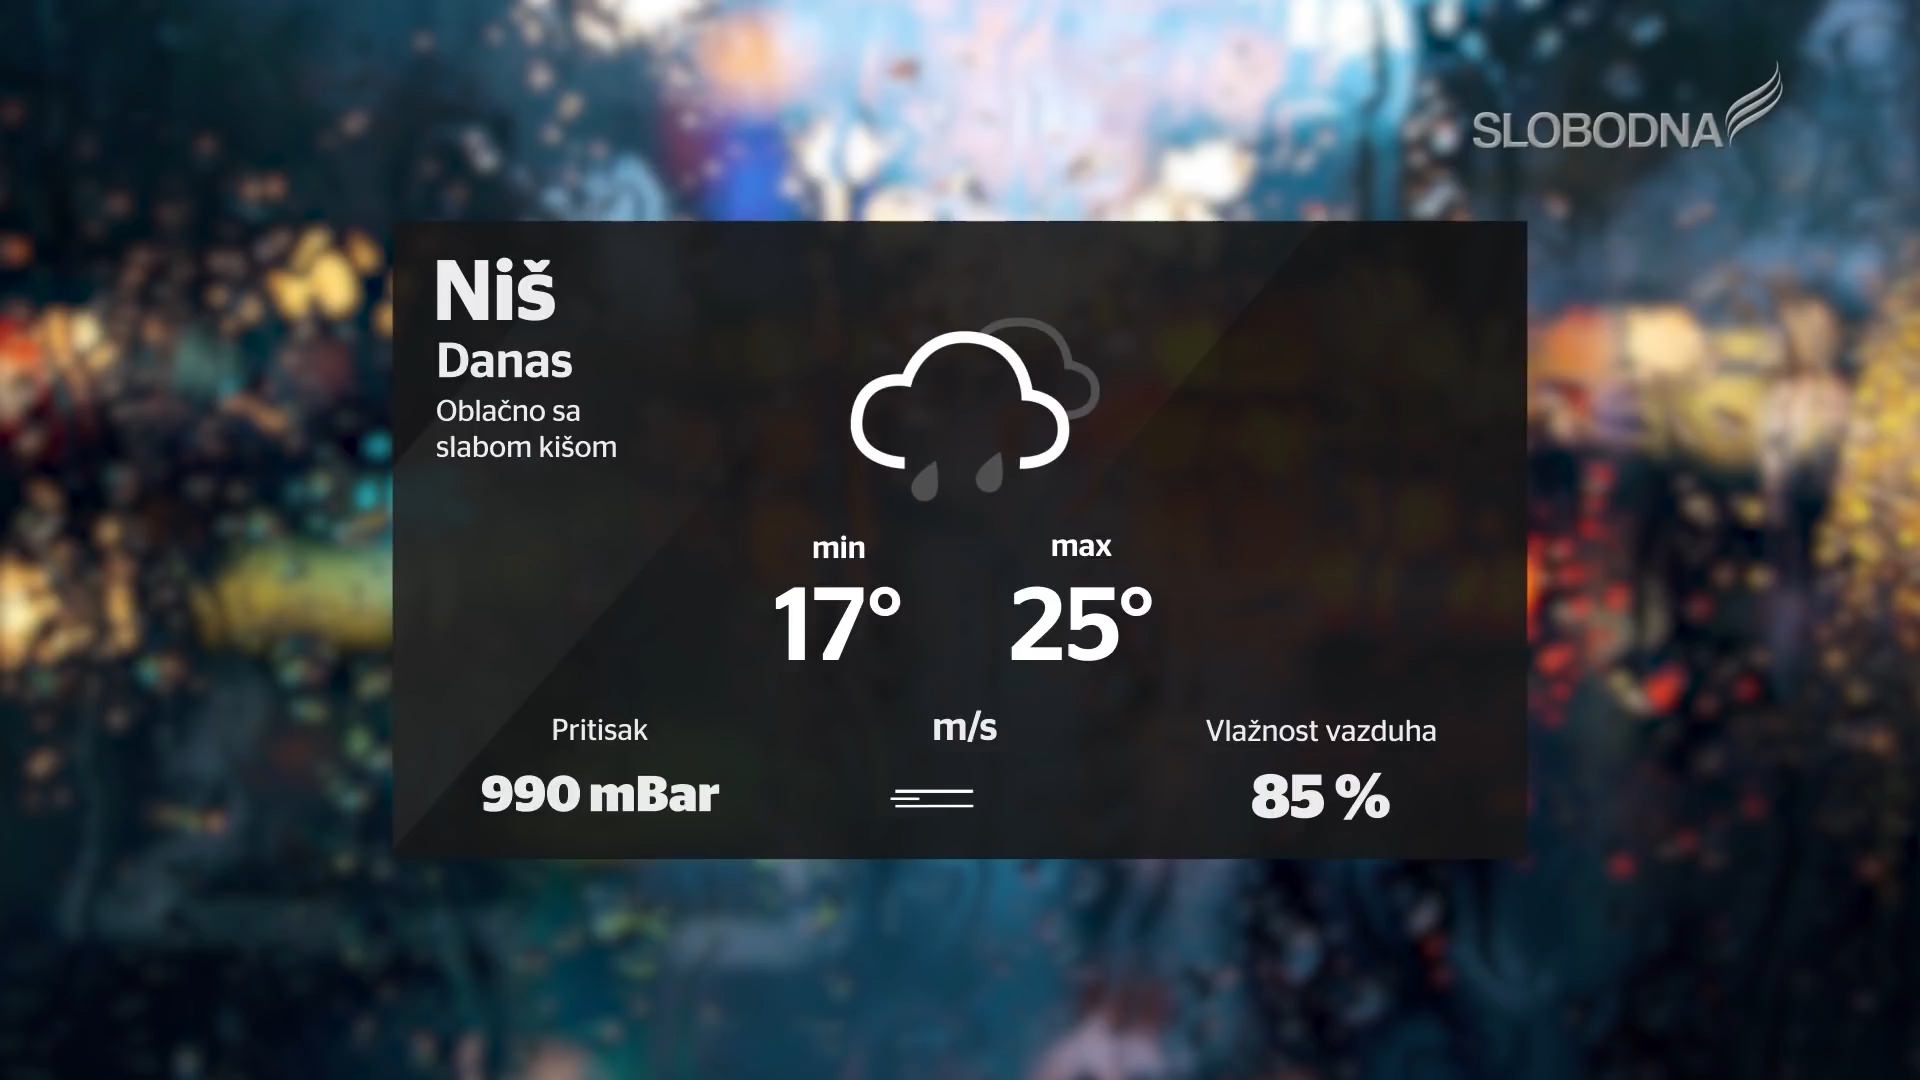 SLOBODNA
Niš
Danas
Oblačno sa
slabom kišom
min max
17° 25°
Pritisak m/s Vlažnost vazduha
990 mBar 85 %